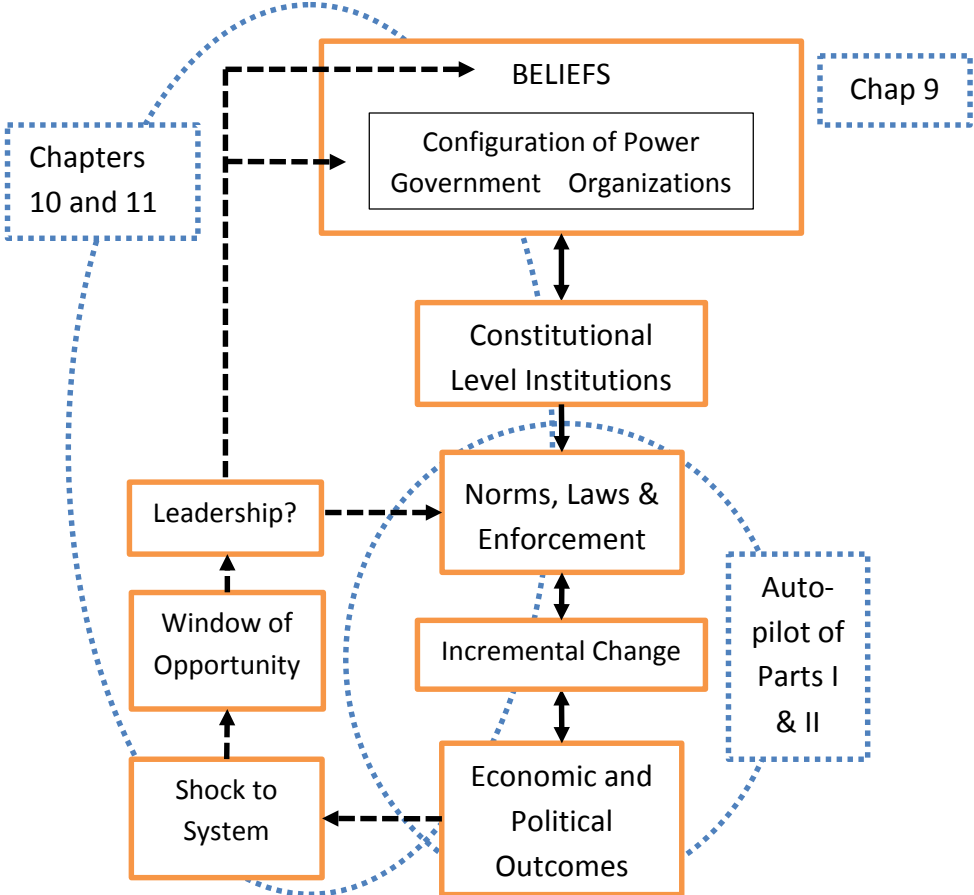 BELIEFS
Configuration of Power
Government Organizations
Chap 9
Chapters
10 and 11
Constitutional
Level Institutions
Norms, Laws &
Enforcement
Leadership?
Window of
Opportunity
Incremental Change
Auto-
pilot of
Parts I
& II
Shock to
System
Economic and
Political
Outcomes